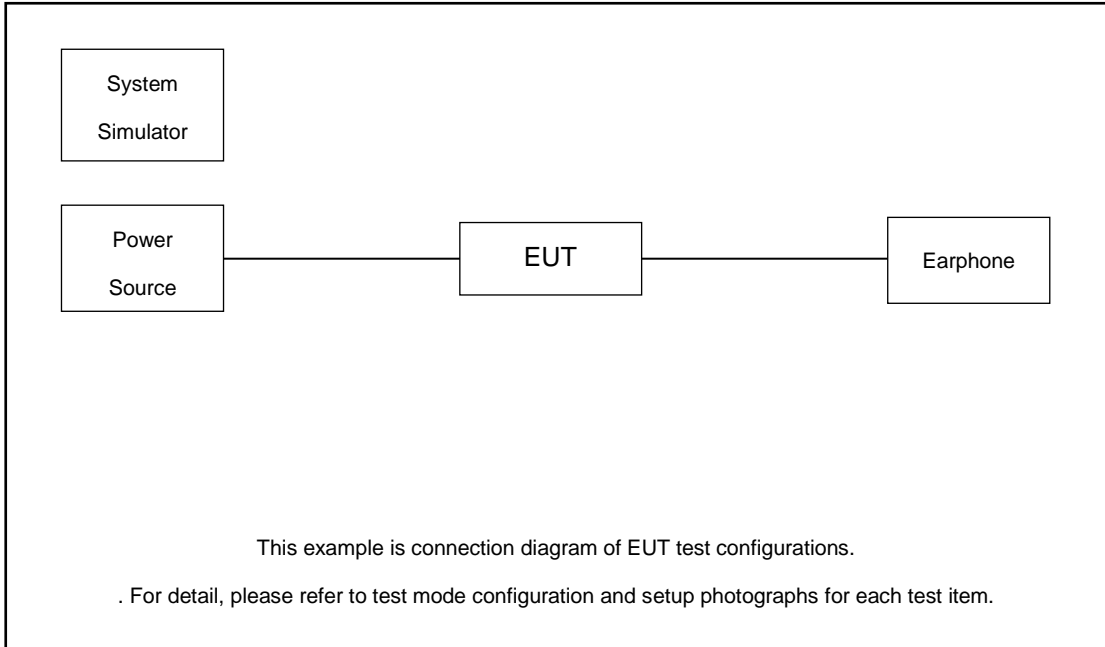 System
Simulator
Power
Source
EUT
Earphone
This example is connection diagram of EUT test configurations.
. For detail, please refer to test mode configuration and setup photographs for each test item.